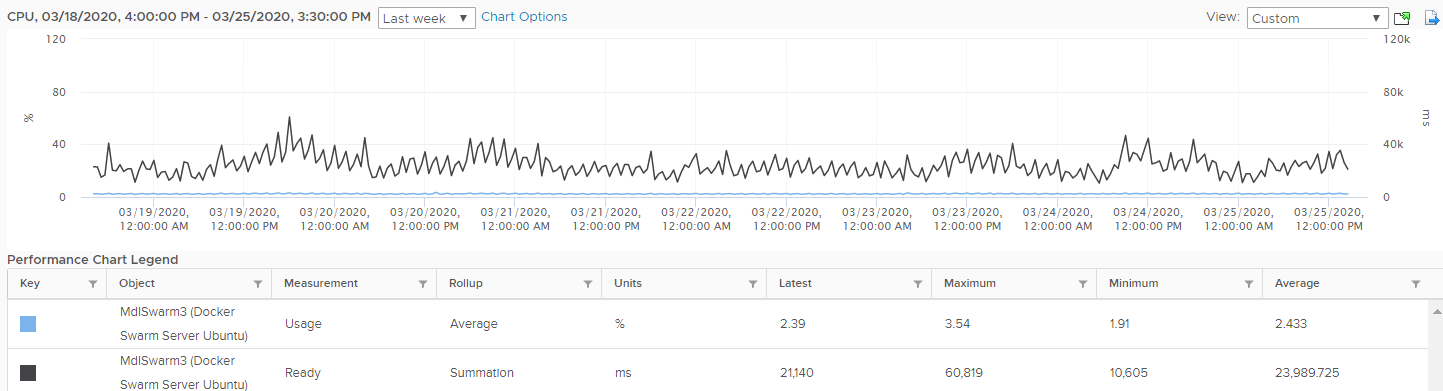 CPU, 03/18/2020, 4:00:00 PM - 03/25/2020, 3:30:00 PM Last week Chart Options View: Custom
120 120k
80 80k
% ms
40 40k
0 0
03/19/2020, 03/19/2020, 03/20/2020, 03/20/2020, 03/21/2020, 03/21/2020, 03/22/2020, 03/22/2020, 03/23/2020, 03/23/2020, 03/24/2020, 03/24/2020, 03/25/2020, 03/25/2020,
12:00:00 AM 12:00:00 PM 12:00:00 AM 12:00:00 PM 12:00:00 AM 12:00:00 PM 12:00:00 AM 12:00:00 PM 12:00:00 AM 12:00:00 PM 12:00:00 AM 12:00:00 PM 12:00:00 AM 12:00:00 PM
Performance Chart Legend
Key Object Measurement Rollup Units Latest Maximum Minimum Average
MdlSwarm3 (Docker
Usage Average % 2.39 3.54 1.91 2.433
Swarm Server Ubuntu)
MdlSwarm3 (Docker
Ready Summation ms 21,140 60,819 10,605 23,989.725
Swarm Server Ubuntu)